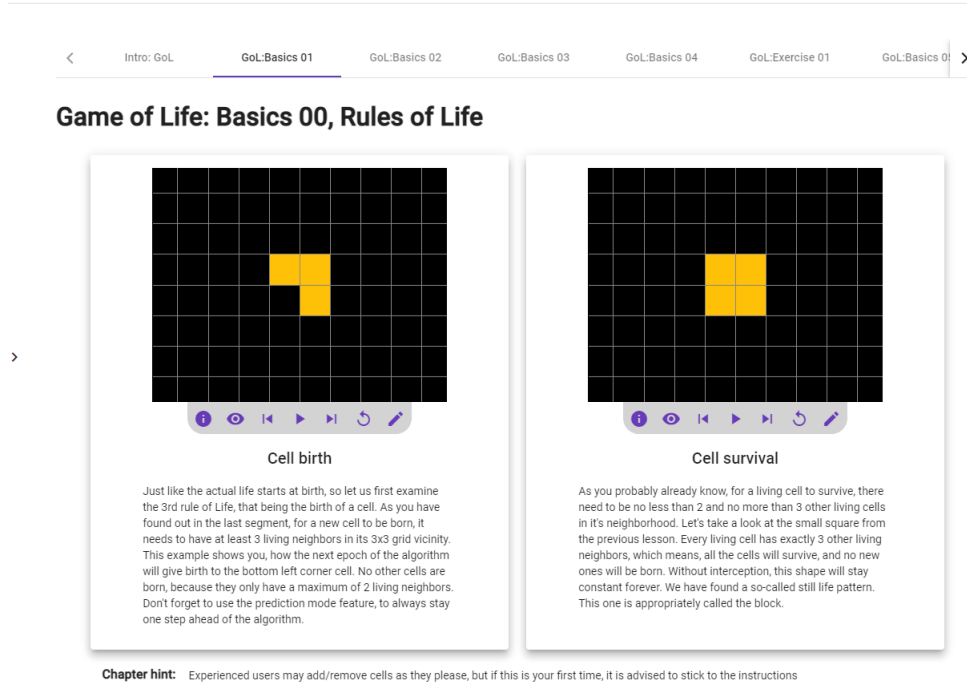 Intro: GoL
GoL:Basics 01
GoL:Basics 02
GoL:Basics 03
GoL:Basics 04
GoL:Exercise 01
GoL:Basics
Game of Life: Basics 00, Rules of Life
Cell birth
Just like the actual life starts at birth, so let us first examine
the 3rd rule of Life, that being the birth of a cell. As you have
found out in the last segment, for a new cell to be born, it
needs to have at least 3 living neighbors in its 3x3 grid vicinity.
This example shows you, how the next epoch of the algorithm
will give birth to the bottom left corner cell. No other cells are
born, because they only have a maximum of 2 living neighbors.
Don't forget to use the prediction mode feature, to always stay
one step ahead of the algorithm.
Cell survival
As you probably already know, for a living cell to survive, there
need to be no less than 2 and no more than 3 other living cells
in it's neighborhood. Let's take a look at the small square from
the previous lesson. Every living cell has exactly 3 other living
neighbors, which means, all the cells will survive, and no new
ones will be born. Without interception, this shape will stay
constant forever. We have found a so-called still life pattern.
This one is appropriately called the block.
Chapter hint: Experienced users may add/remove cells as they please, but if this is your first time, it is advised to stick to the instructions